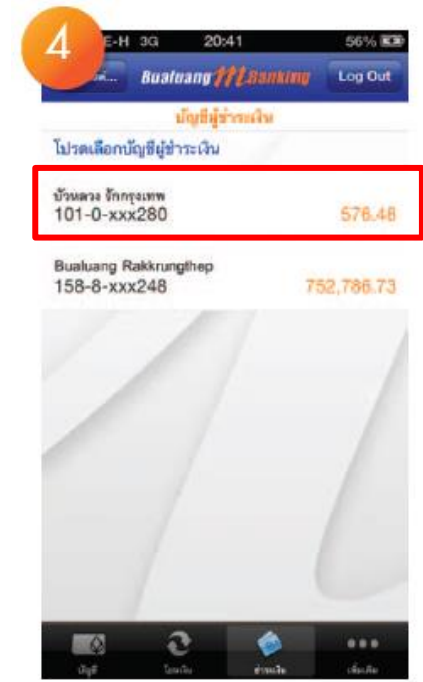 4
E-H 3G 20:41 56%
Bualuang mBanking Log Out
บัญชีผู้ชำระเงิน
โปรดเลือกบัญชีผู้ชำระเงิน
บัวหลวง รักกรุงเทพ
101-0-xxx280 576.46
Bualuang Rakkrungthep
158-8-xxx248 752,786.73
บัญชี โอนเงิน ชำระเงิน เพิ่มเติม